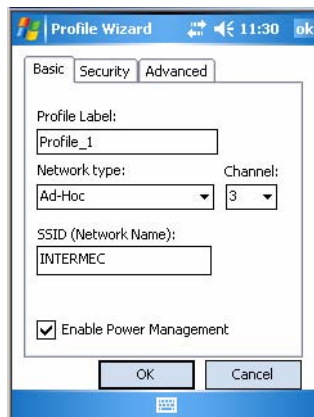 Profile Wizard 11:30 ok
Basic Security Advanced
Profile Label:
Profile_1
Network type: Channel:
Ad-Hoc 3
SSID (Network Name):
INTERMEC
Enable Power Management
OK Cancel